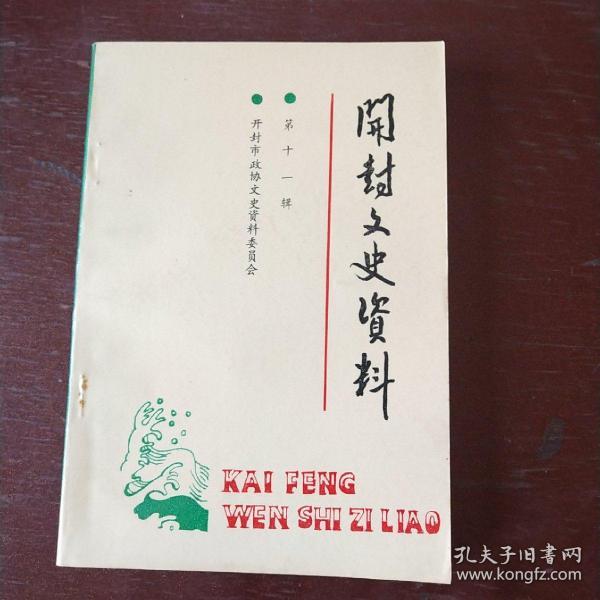 開封文史資料
第十一辑
开封市政协文史资料委员会
KAI FENG
WEN SHI ZI LIAO
孔夫子旧書网
www.kongfz.com